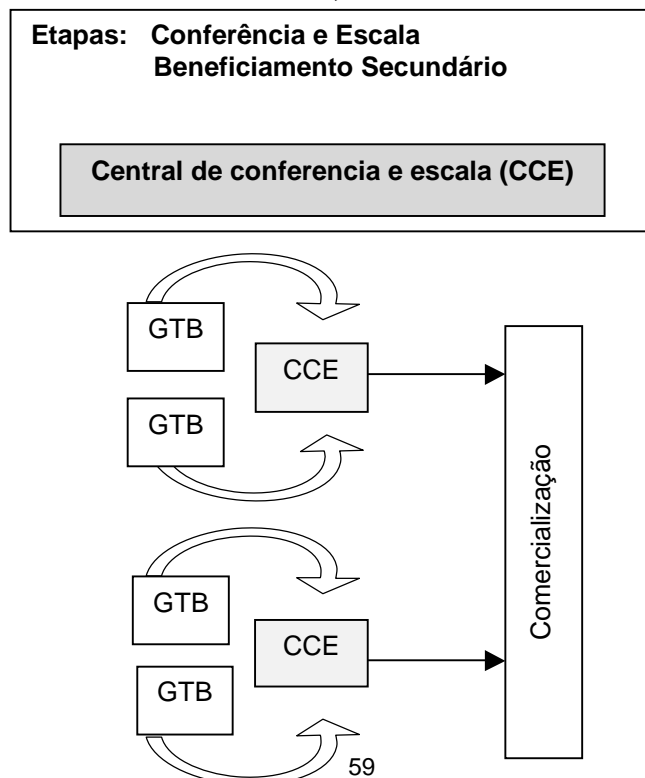 Etapas: Conferência e Escala
Beneficiamento Secundário
Central de conferencia e escala (CCE)
GTB
CCE
GTB
Comercialização
GTB
CCE
GTB
59